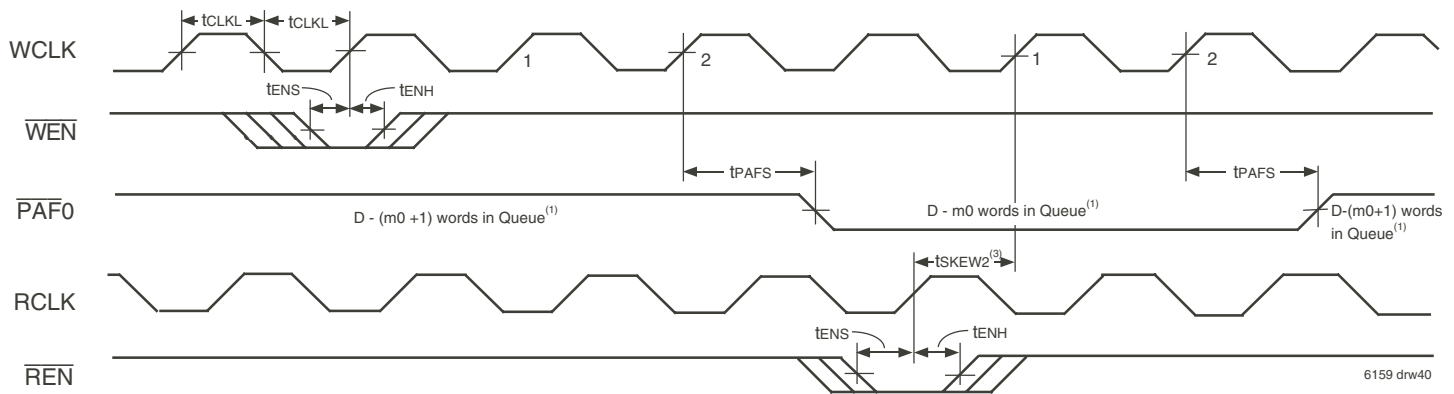 tCLKL tCLKL
WCLK 1 2 1 2
tENS tENH
WEN
tPAFS tPAFS
PAF0
D - (m0 +1) words in Queue(1) D - m0 words in Queue(1) D-(m0+1) words
in Queue(1)
tSKEW2(3)
RCLK
tENS tENH
REN
6159 drw40